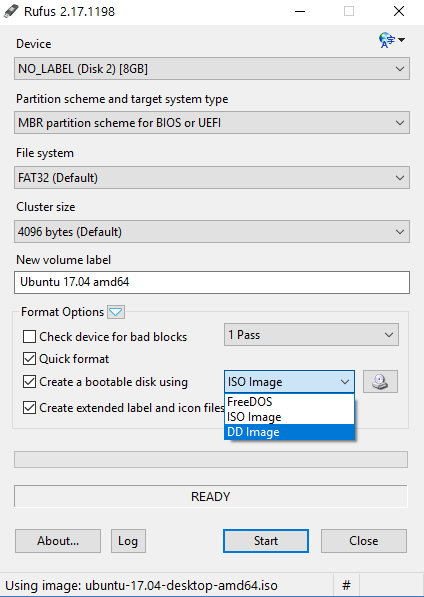 Rufus 2.17.1198
Device
NO_LABEL (Disk 2) [8GB]
Partition scheme and target system type
MBR partition scheme for BIOS or UEFI
File system
FAT32 (Default)
Cluster size
4096 bytes (Default)
New volume label
Ubuntu 17.04 amd64
Format Options
Check device for bad blocks
1 Pass
Quick format
Create a bootable disk using
ISO Image
FreeDOS
ISO Image
DD Image
Create extended label and icon files
READY
About...
Log
Start
Close
Using image: ubuntu-17.04-desktop-amd64.iso
#